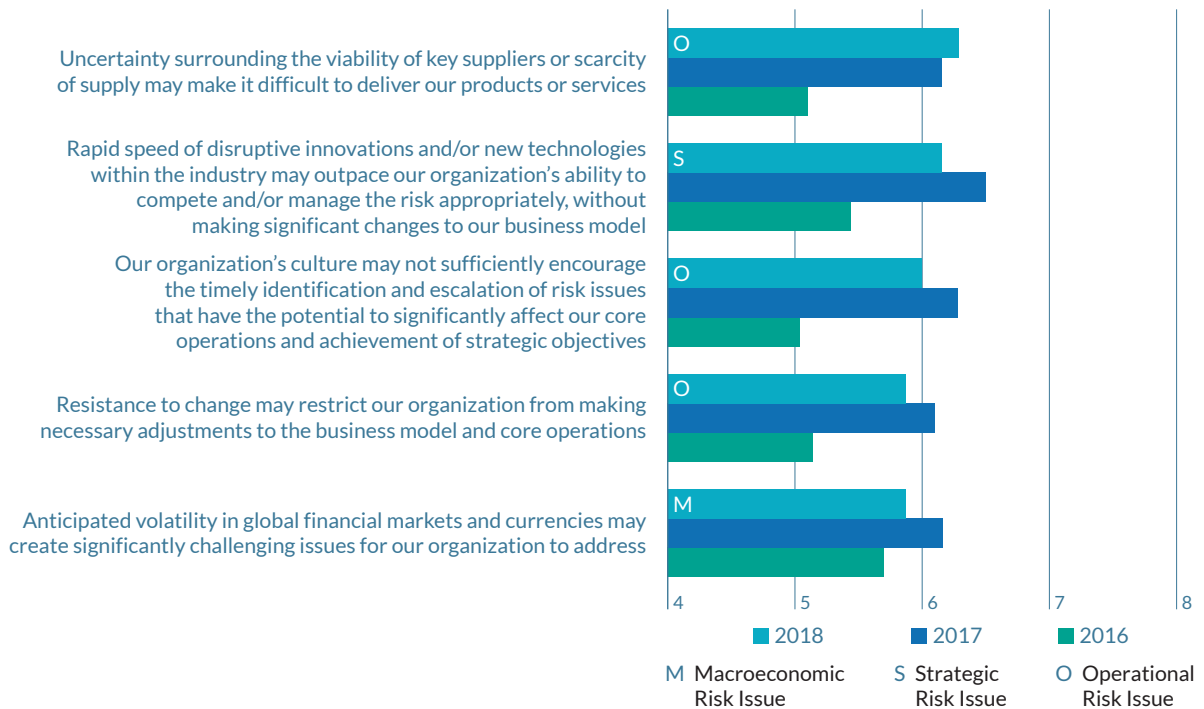 Uncertainty surrounding the viability of key suppliers or scarcity
of supply may make it difficult to deliver our products or services
O
Rapid speed of disruptive innovations and/or new technologies
within the industry may outpace our organization’s ability to
compete and/or manage the risk appropriately, without
making significant changes to our business model
S
Our organization’s culture may not sufficiently encourage
the timely identification and escalation of risk issues
that have the potential to significantly affect our core
operations and achievement of strategic objectives
O
Resistance to change may restrict our organization from making
necessary adjustments to the business model and core operations
O
Anticipated volatility in global financial markets and currencies may
create significantly challenging issues for our organization to address
M
4 5 6 7 8
2018 2017 2016
M Macroeconomic
Risk Issue
S Strategic
Risk Issue
O Operational
Risk Issue